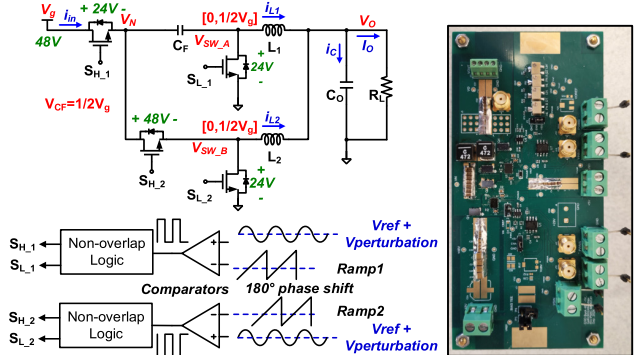 Vg iin + 24V - VN [0,1/2Vg] iL1 VO
48V CF VSW_A L1 iC IO
SH_1 SL_1 +
24V
-
VCF=1/2Vg + 48V - [0,1/2Vg] iL2 CO RL
VSW_B L2
SH_2 SL_2 +
24V
-
SH_1 Non-overlap Logic + Vref + Vperturbation
SL_1 - Ramp1
Comparators 180° phase shift
SH_2 Non-overlap Logic - Ramp2
SL_2 + Vref + Vperturbation
G
472
G
472